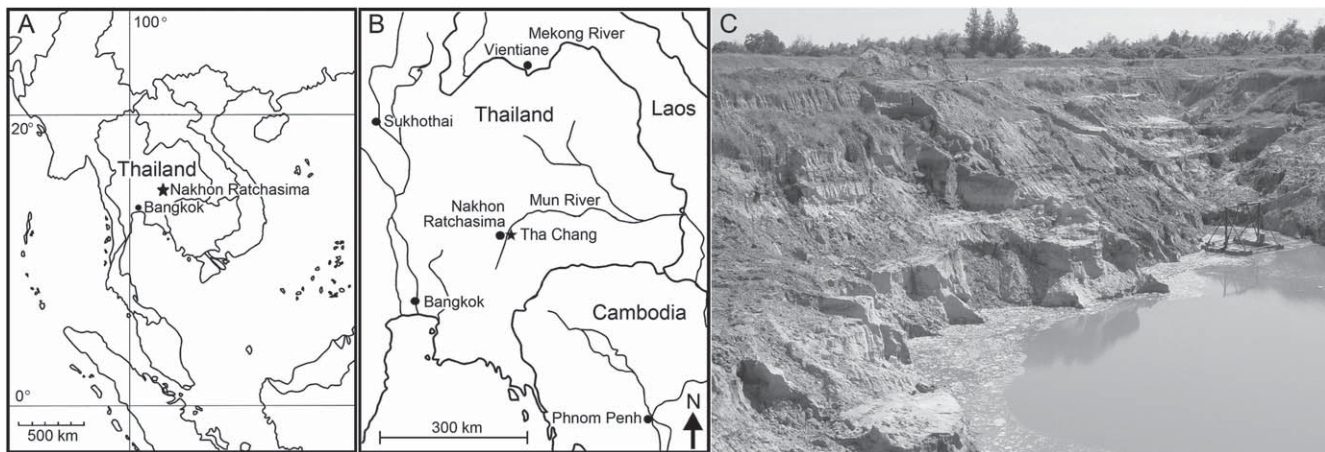 A
100°
20°
Thailand
Nakhon Ratchasima
Bangkok
0°
500 km
B
Mekong River
Vientiane
Thailand
Laos
Sukhothai
Nakhon
Ratchasima
Mun River
Tha Chang
Bangkok
Cambodia
Phnom Penh
N
300 km
C